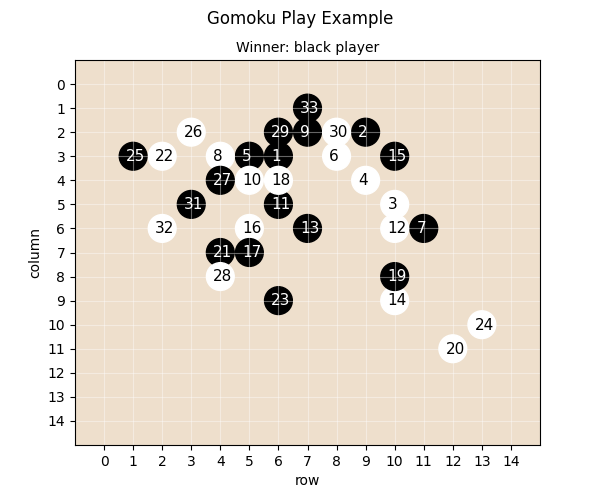 Gomoku Play Example
Winner: black player
0
1 33
2 26 29 9 30 2
3 25 22 8 5 1 6 15
4 27 10 18 4
5 31 11 3
6 32 16 13 12 7
7 21 17
8 28 19
9 23 14
10 24
11 20
12
13
14
column
0 1 2 3 4 5 6 7 8 9 10 11 12 13 14
row